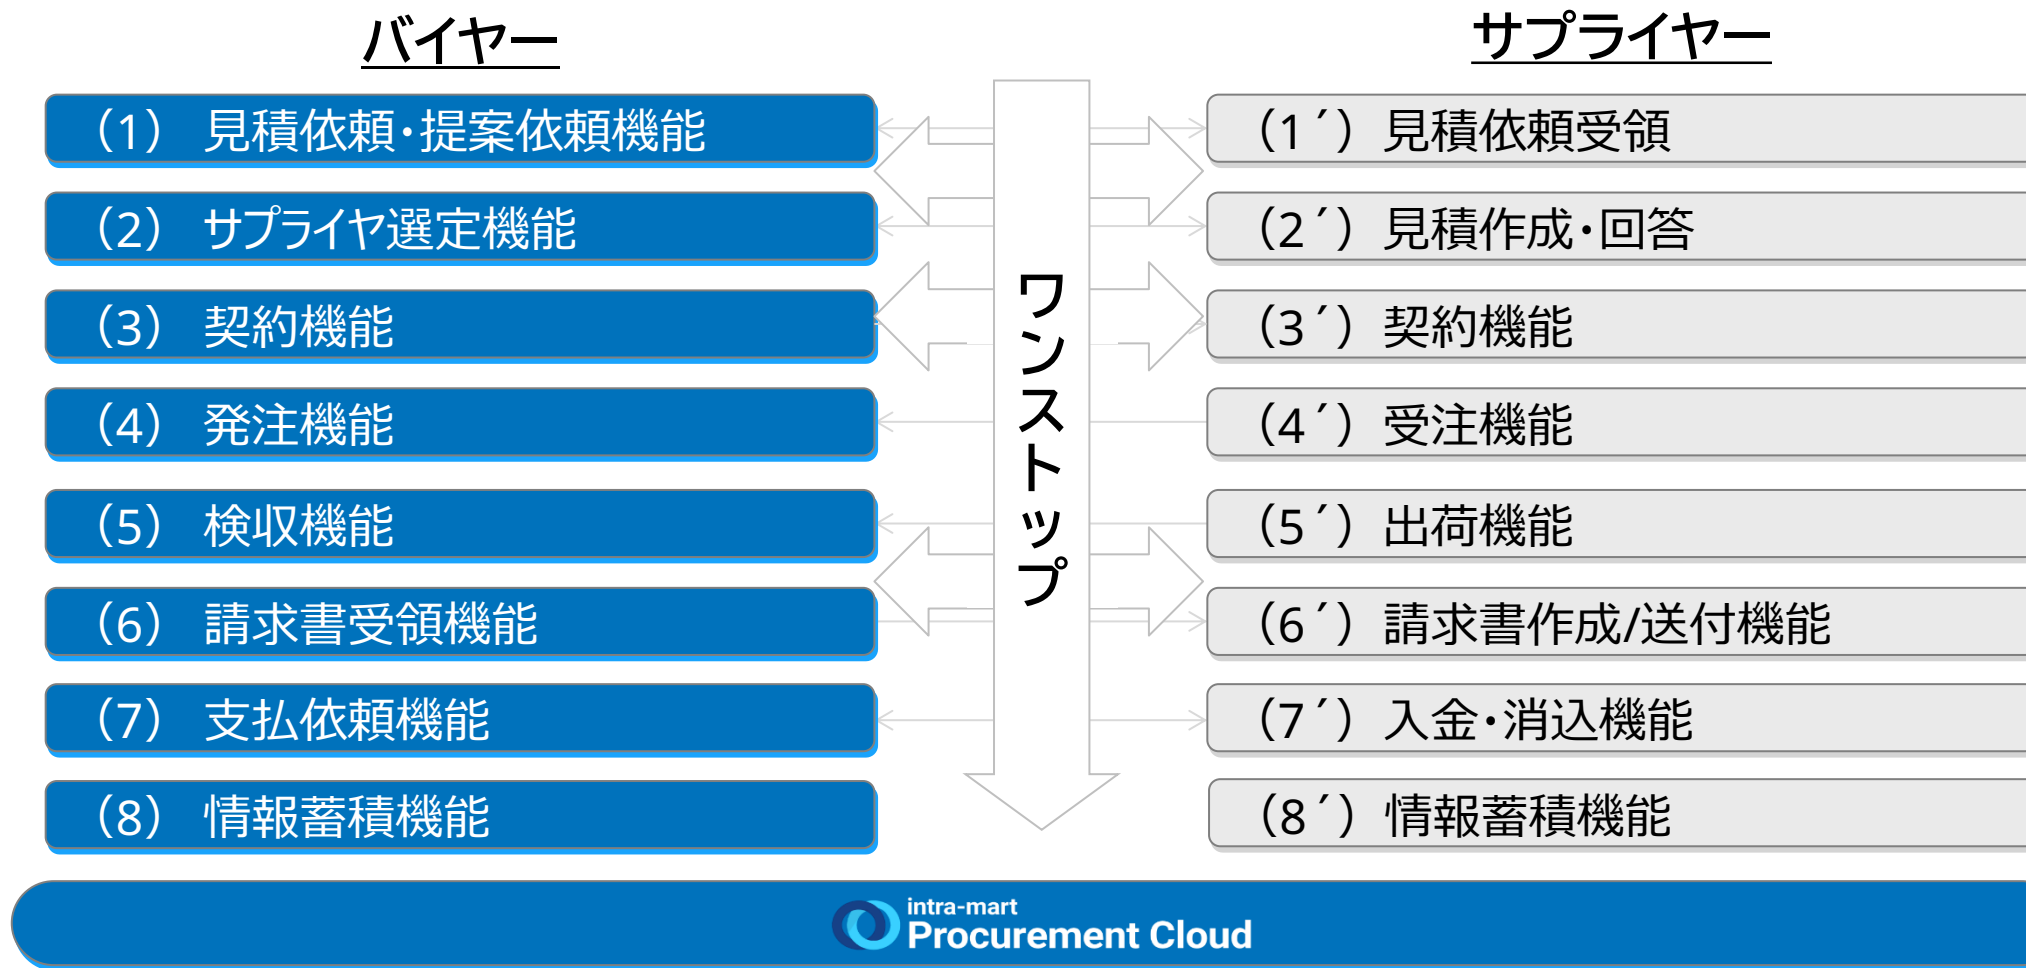 バイヤー
サプライヤー
（1） 見積依頼・提案依頼機能
（1´）見積依頼受領
（2） サプライヤ選定機能
（2´）見積作成・回答
（3） 契約機能
（3´）契約機能
（4） 発注機能
（4´）受注機能
（5） 検収機能
（5´）出荷機能
（6） 請求書受領機能
（6´）請求書作成/送付機能
（7） 支払依頼機能
（7´）入金・消込機能
（8） 情報蓄積機能
（8´）情報蓄積機能
ワンストップ
intra-mart
Procurement Cloud